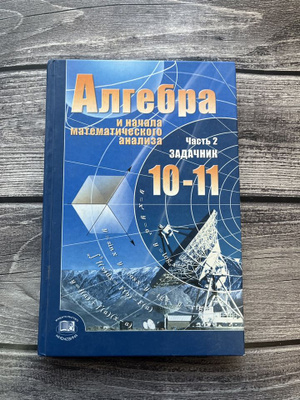 Алгебра
и начала
математического
анализа
Часть 2
ЗАДАЧНИК
10-11